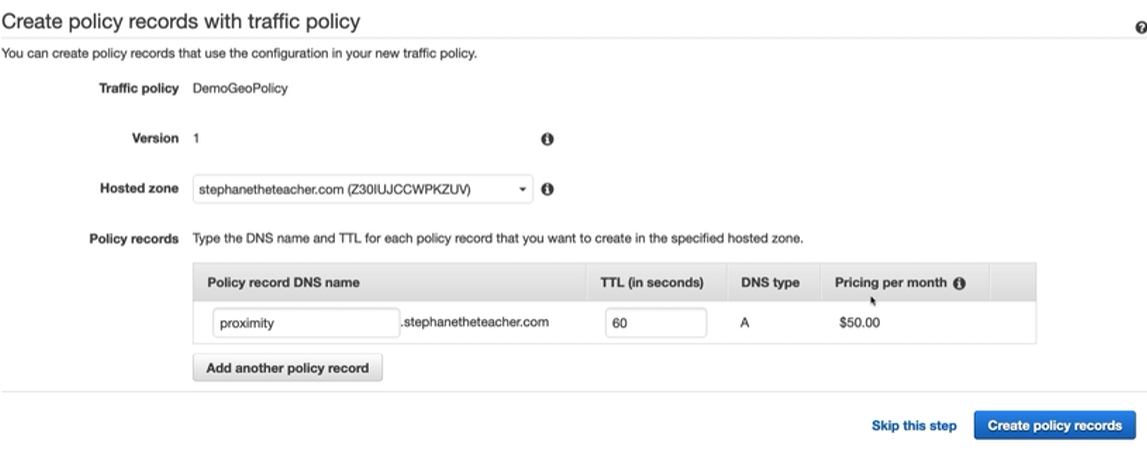 Create policy records with traffic policy
You can create policy records that use the configuration in your new traffic policy.
Traffic policy DemoGeoPolicy
Version 1
Hosted zone stephanetheteacher.com (Z30IUJCCWPKZUV)
Policy records Type the DNS name and TTL for each policy record that you want to create in the specified hosted zone.
Policy record DNS name TTL (in seconds) DNS type Pricing per month
proximity .stephanetheteacher.com 60 A $50.00
Add another policy record
Skip this step Create policy records